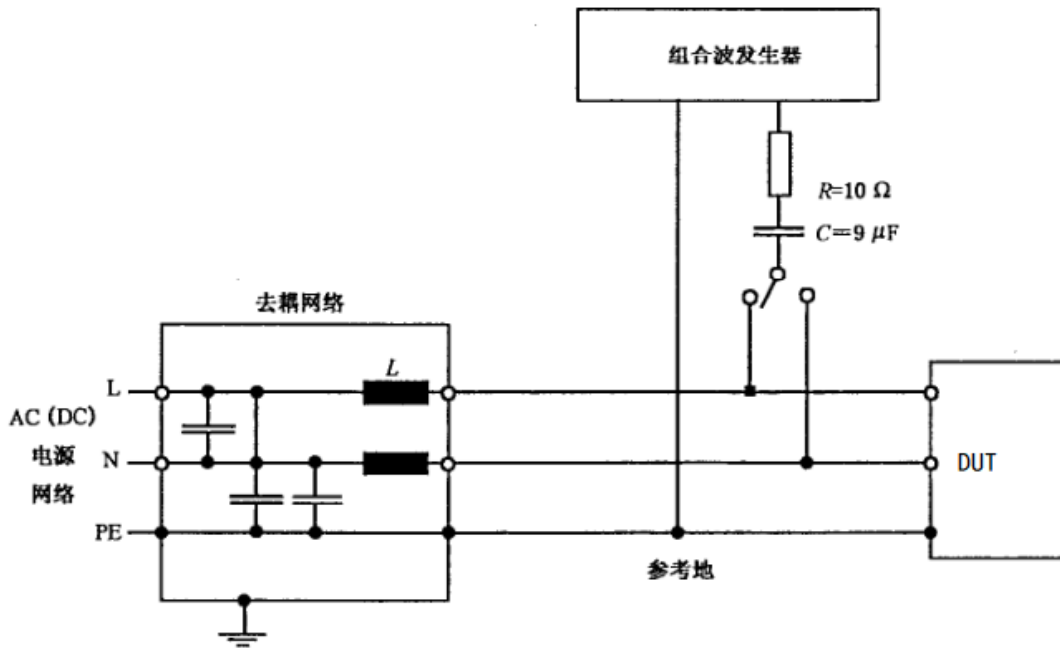 组合波发生器
R=10 Ω
C=9 μF
去耦网络
L
L
AC (DC)
电源
N
网络
DUT
PE
参考地